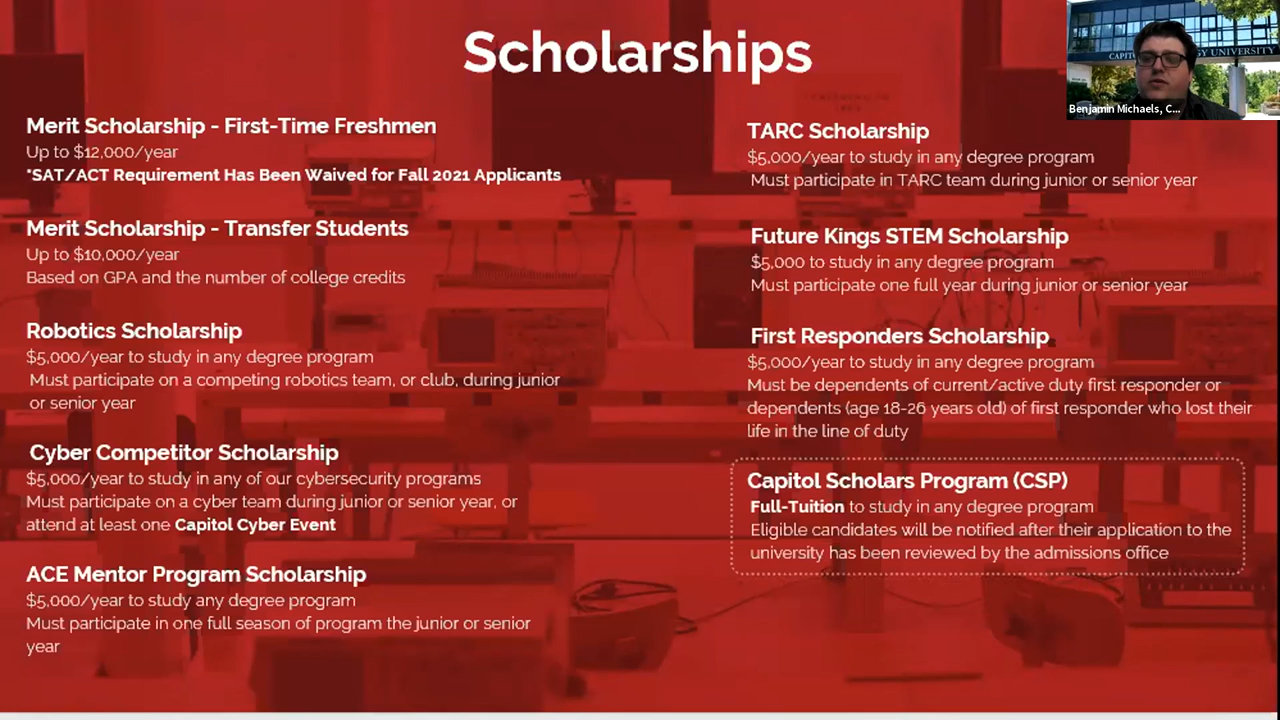 Scholarships
Merit Scholarship - First-Time Freshmen
Up to $12,000/year
*SAT/ACT Requirement Has Been Waived for Fall 2021 Applicants
Merit Scholarship - Transfer Students
Up to $10,000/year
Based on GPA and the number of college credits
Robotics Scholarship
$5,000/year to study in any degree program
Must participate on a competing robotics team, or club, during junior
or senior year
Cyber Competitor Scholarship
$5,000/year to study in any of our cybersecurity programs
Must participate on a cyber team during junior or senior year, or
attend at least one Capitol Cyber Event
ACE Mentor Program Scholarship
$5,000/year to study any degree program
Must participate in one full season of program the junior or senior
year
TARC Scholarship
$5,000/year to study in any degree program
Must participate in TARC team during junior or senior year
Future Kings STEM Scholarship
$5,000 to study in any degree program
Must participate one full year during junior or senior year
First Responders Scholarship
$5,000/year to study in any degree program
Must be dependents of current/active duty first responder or
dependents (age 18-26 years old) of first responder who lost their
life in the line of duty
Capitol Scholars Program (CSP)
Full-Tuition to study in any degree program
Eligible candidates will be notified after their application to the
university has been reviewed by the admissions office
UNIVERSITY
Benjamin Michaels, C...